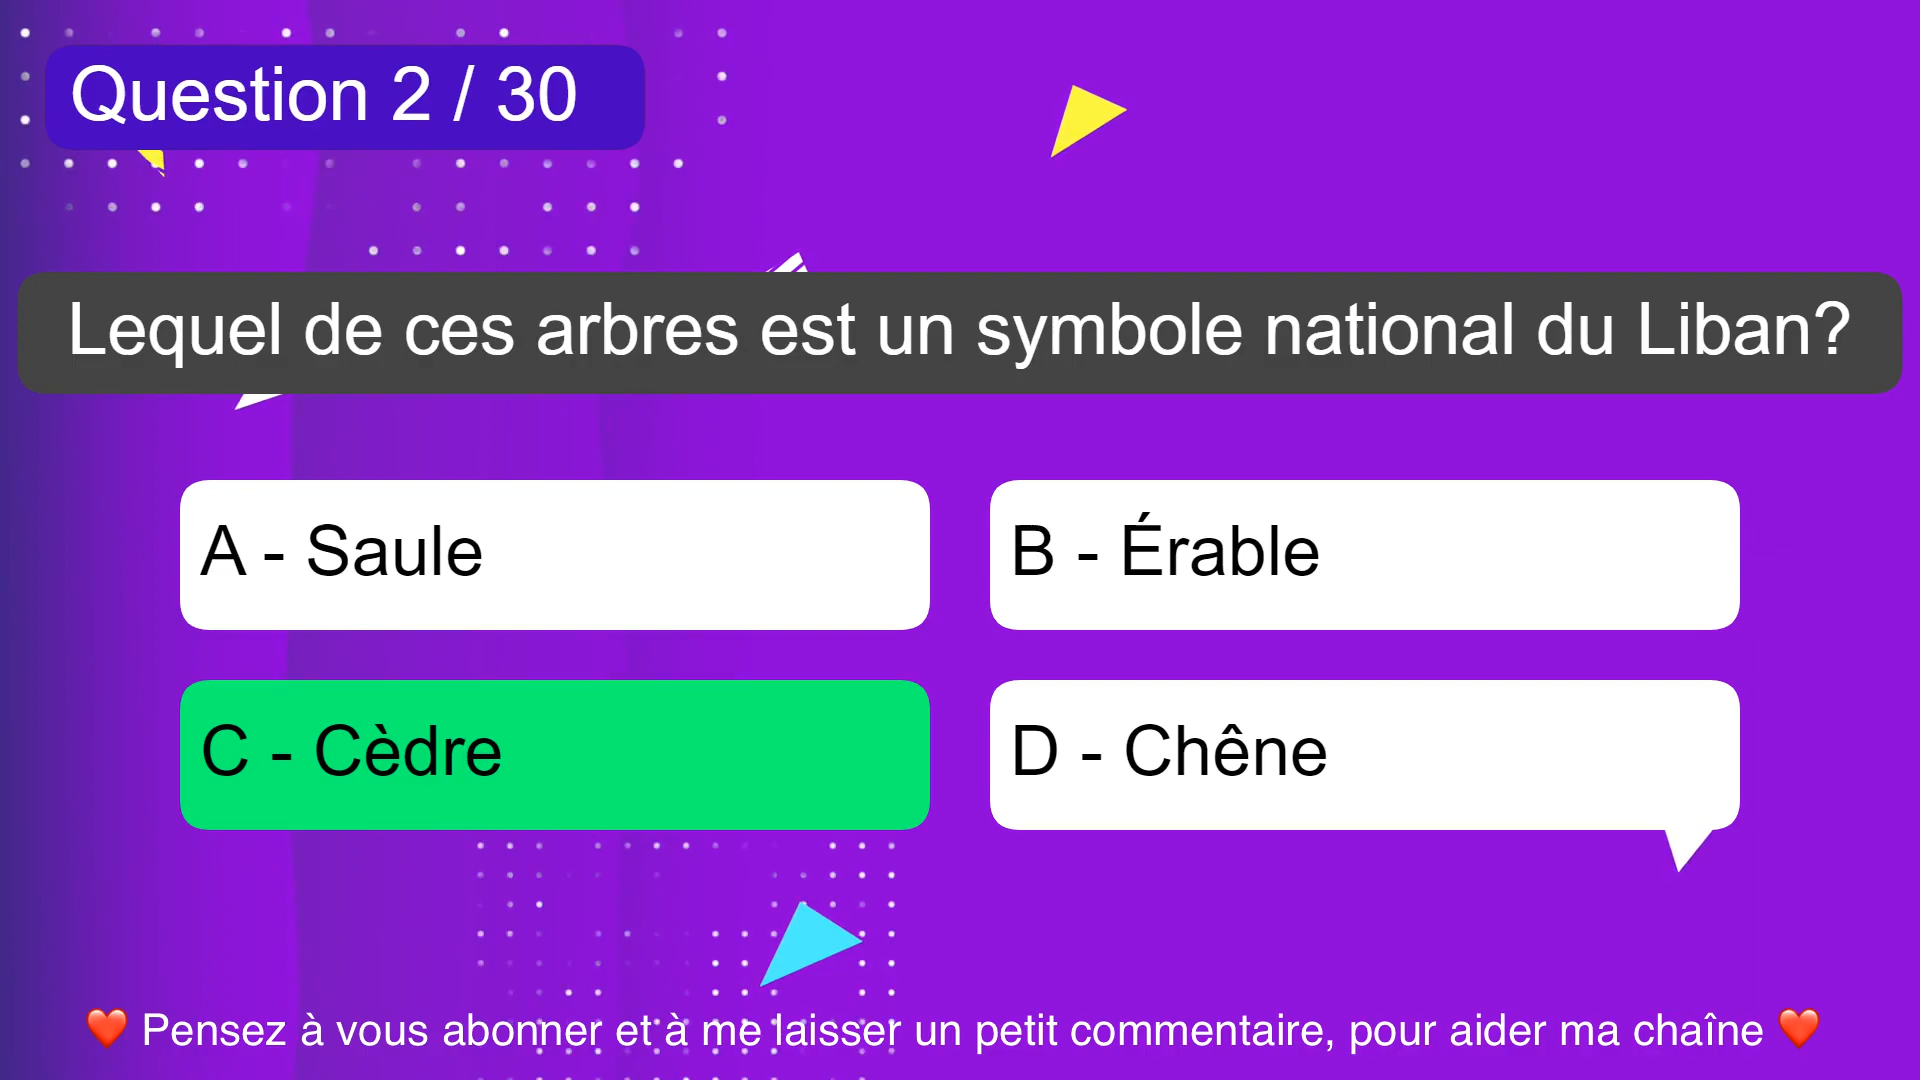 Question 2 / 30
Lequel de ces arbres est un symbole national du Liban?
A - Saule
B - Érable
C - Cèdre
D - Chêne
❤️ Pensez à vous abonner et à me laisser un petit commentaire, pour aider ma chaîne ❤️